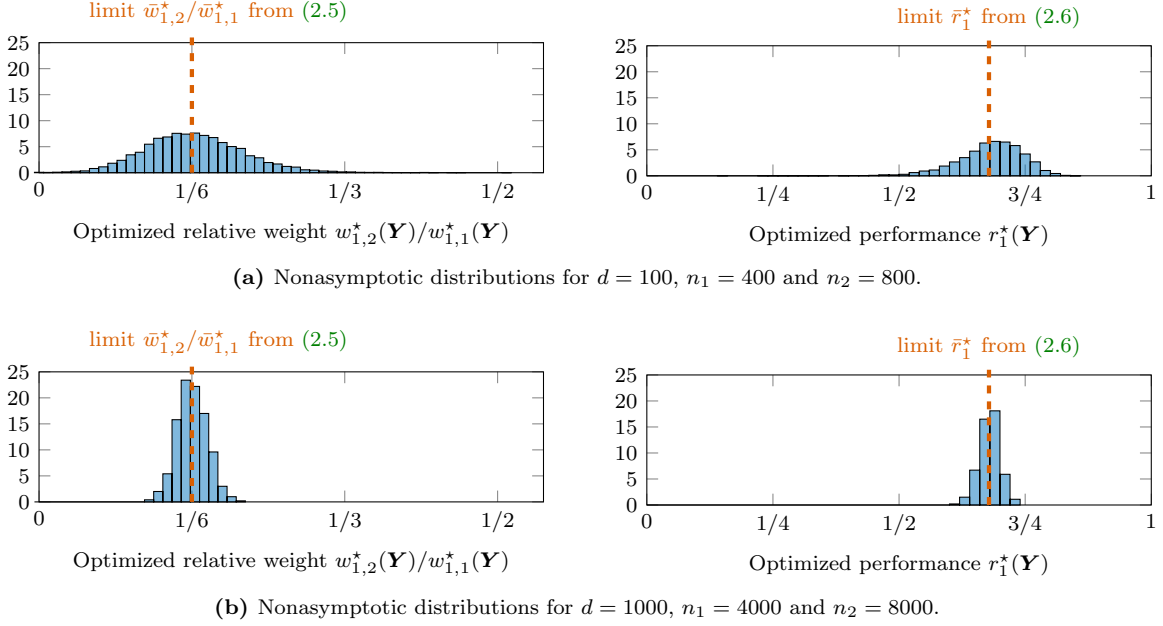 limit w̄⋆1,2/w̄⋆1,1 from (2.5)
limit r̄⋆1 from (2.6)
25
20
15
10
5
0
0 1/6 1/3 1/2
Optimized relative weight w⋆1,2(Y)/w⋆1,1(Y)
25
20
15
10
5
0
0 1/4 1/2 3/4 1
Optimized performance r⋆1(Y)
(a) Nonasymptotic distributions for d = 100, n1 = 400 and n2 = 800.
limit w̄⋆1,2/w̄⋆1,1 from (2.5)
limit r̄⋆1 from (2.6)
25
20
15
10
5
0
0 1/6 1/3 1/2
Optimized relative weight w⋆1,2(Y)/w⋆1,1(Y)
25
20
15
10
5
0
0 1/4 1/2 3/4 1
Optimized performance r⋆1(Y)
(b) Nonasymptotic distributions for d = 1000, n1 = 4000 and n2 = 8000.